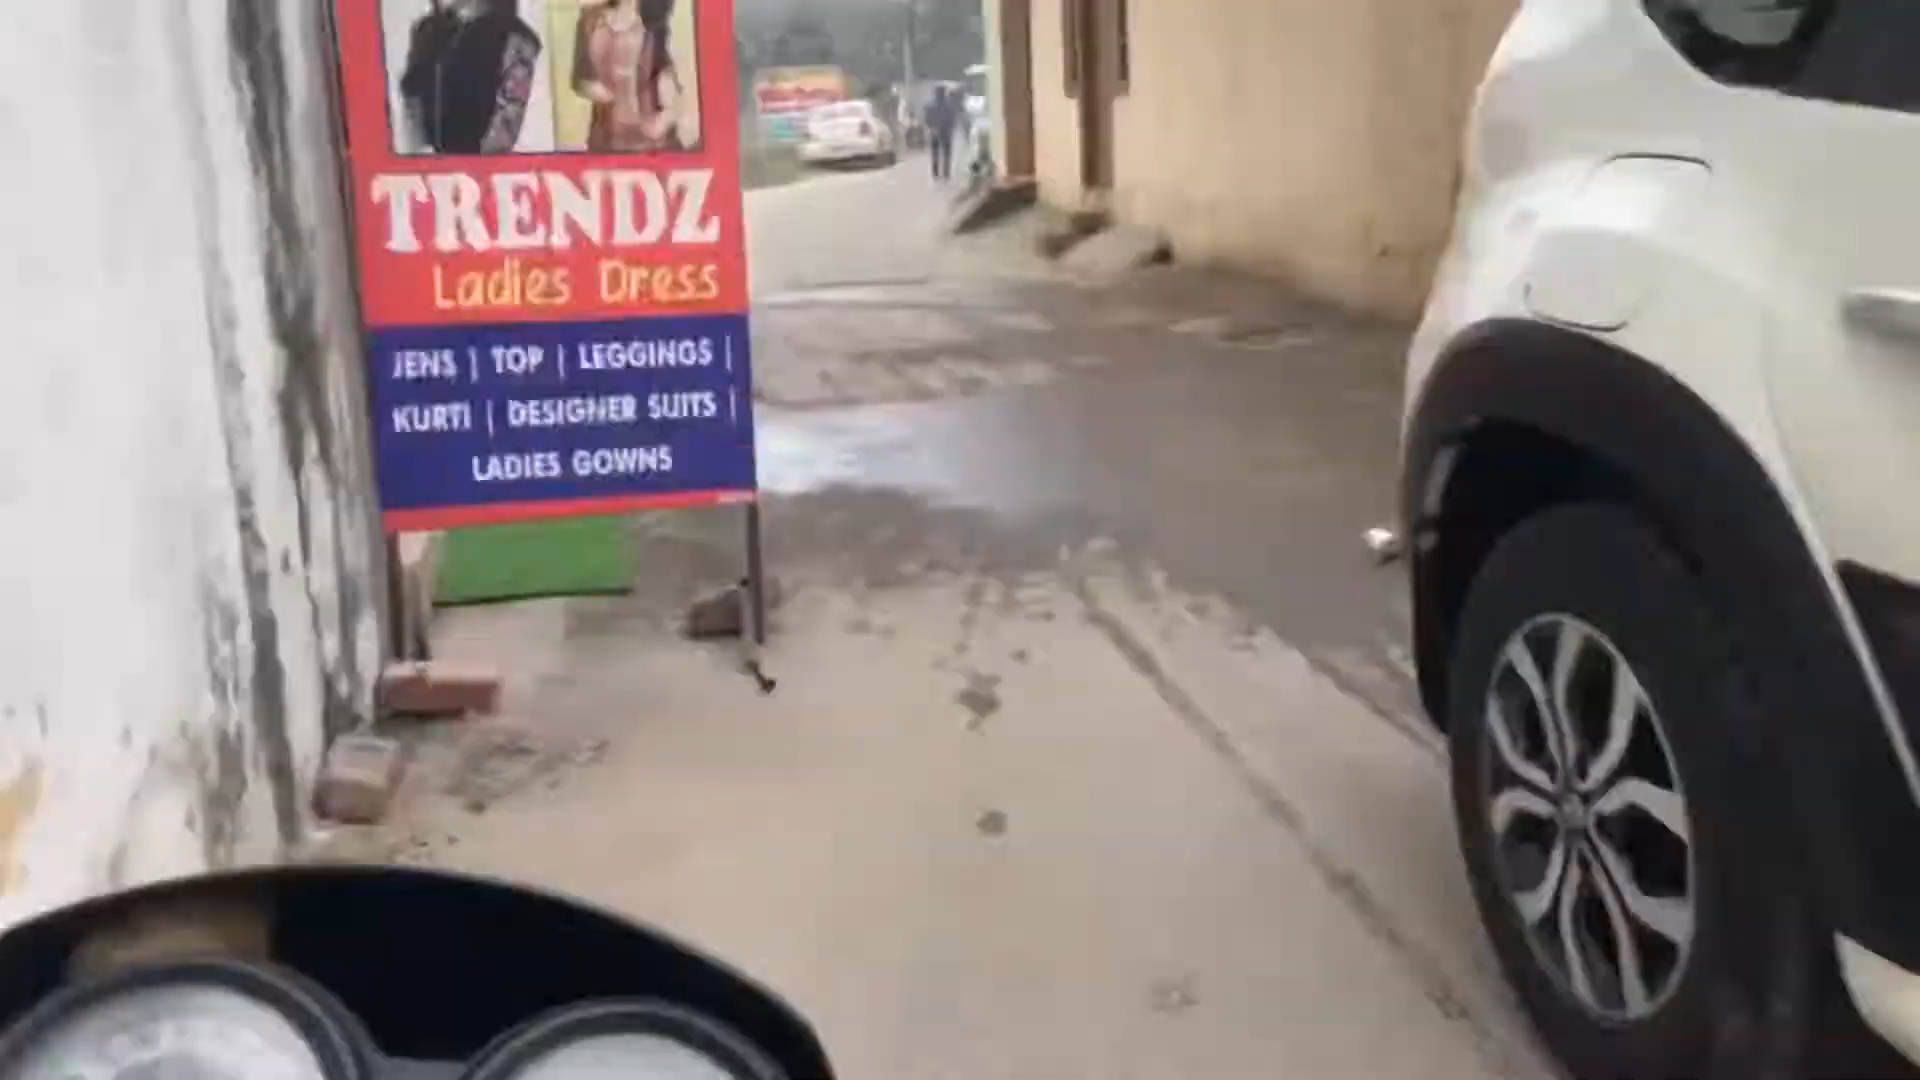 TRENDZ
Ladies Dress
JENS | TOP | LEGGINGS |
KURTI | DESIGNER SUITS |
LADIES GOWNS